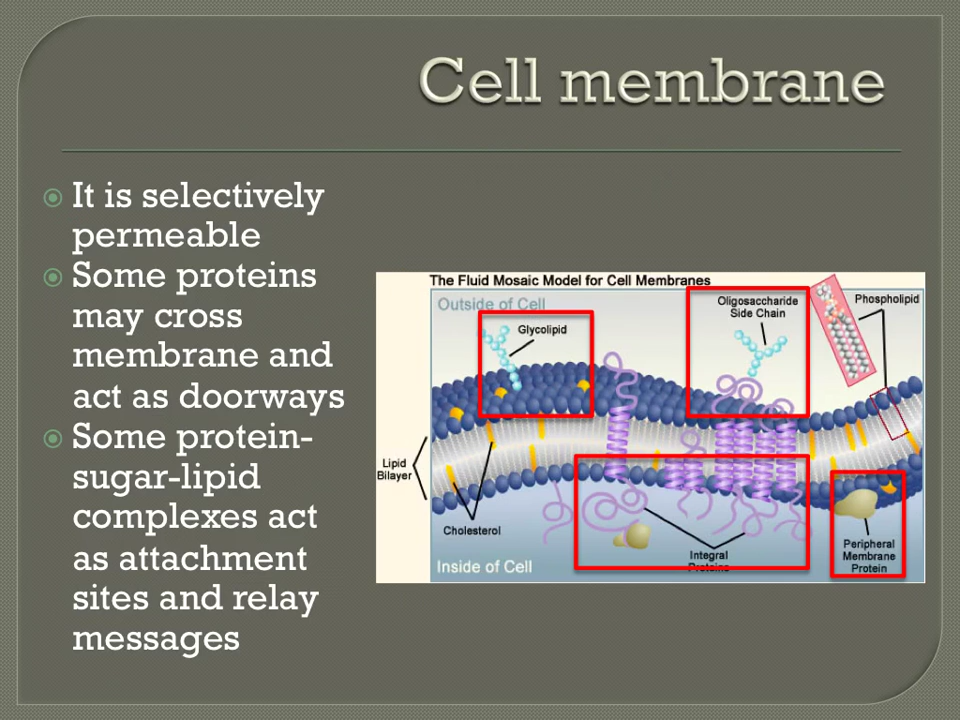 Cell membrane
It is selectively
permeable
Some proteins
may cross
membrane and
act as doorways
Some protein-
sugar-lipid
complexes act
as attachment
sites and relay
messages
The Fluid Mosaic Model for Cell Membranes
Outside of Cell
Oligosaccharide
Side Chain
Phospholipid
Glycolipid
Lipid
Bilayer
Cholesterol
Integral
Proteins
Peripheral
Membrane
Protein
Inside of Cell